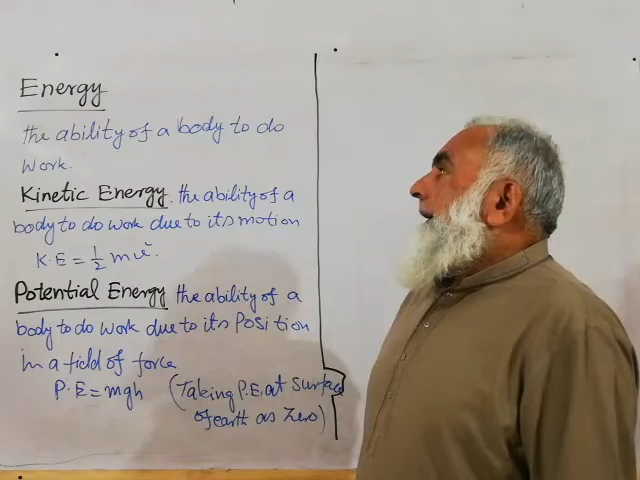 Energy
the ability of a body to do
work.
Kinetic Energy. the ability of a
body to do work due to its motion
K.E = 1/2 mv².
Potential Energy the ability of a
body to do work due to its Position
in a field of force
P.E = mgh (Taking P.E. at surface
of earth as zero)